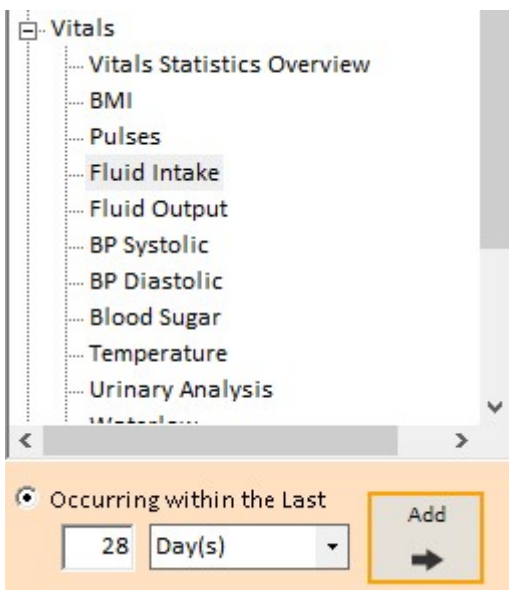 Vitals
Vitals Statistics Overview
BMI
Pulses
Fluid Intake
Fluid Output
BP Systolic
BP Diastolic
Blood Sugar
Temperature
Urinary Analysis
Occurring within the Last
Add
28 Day(s)